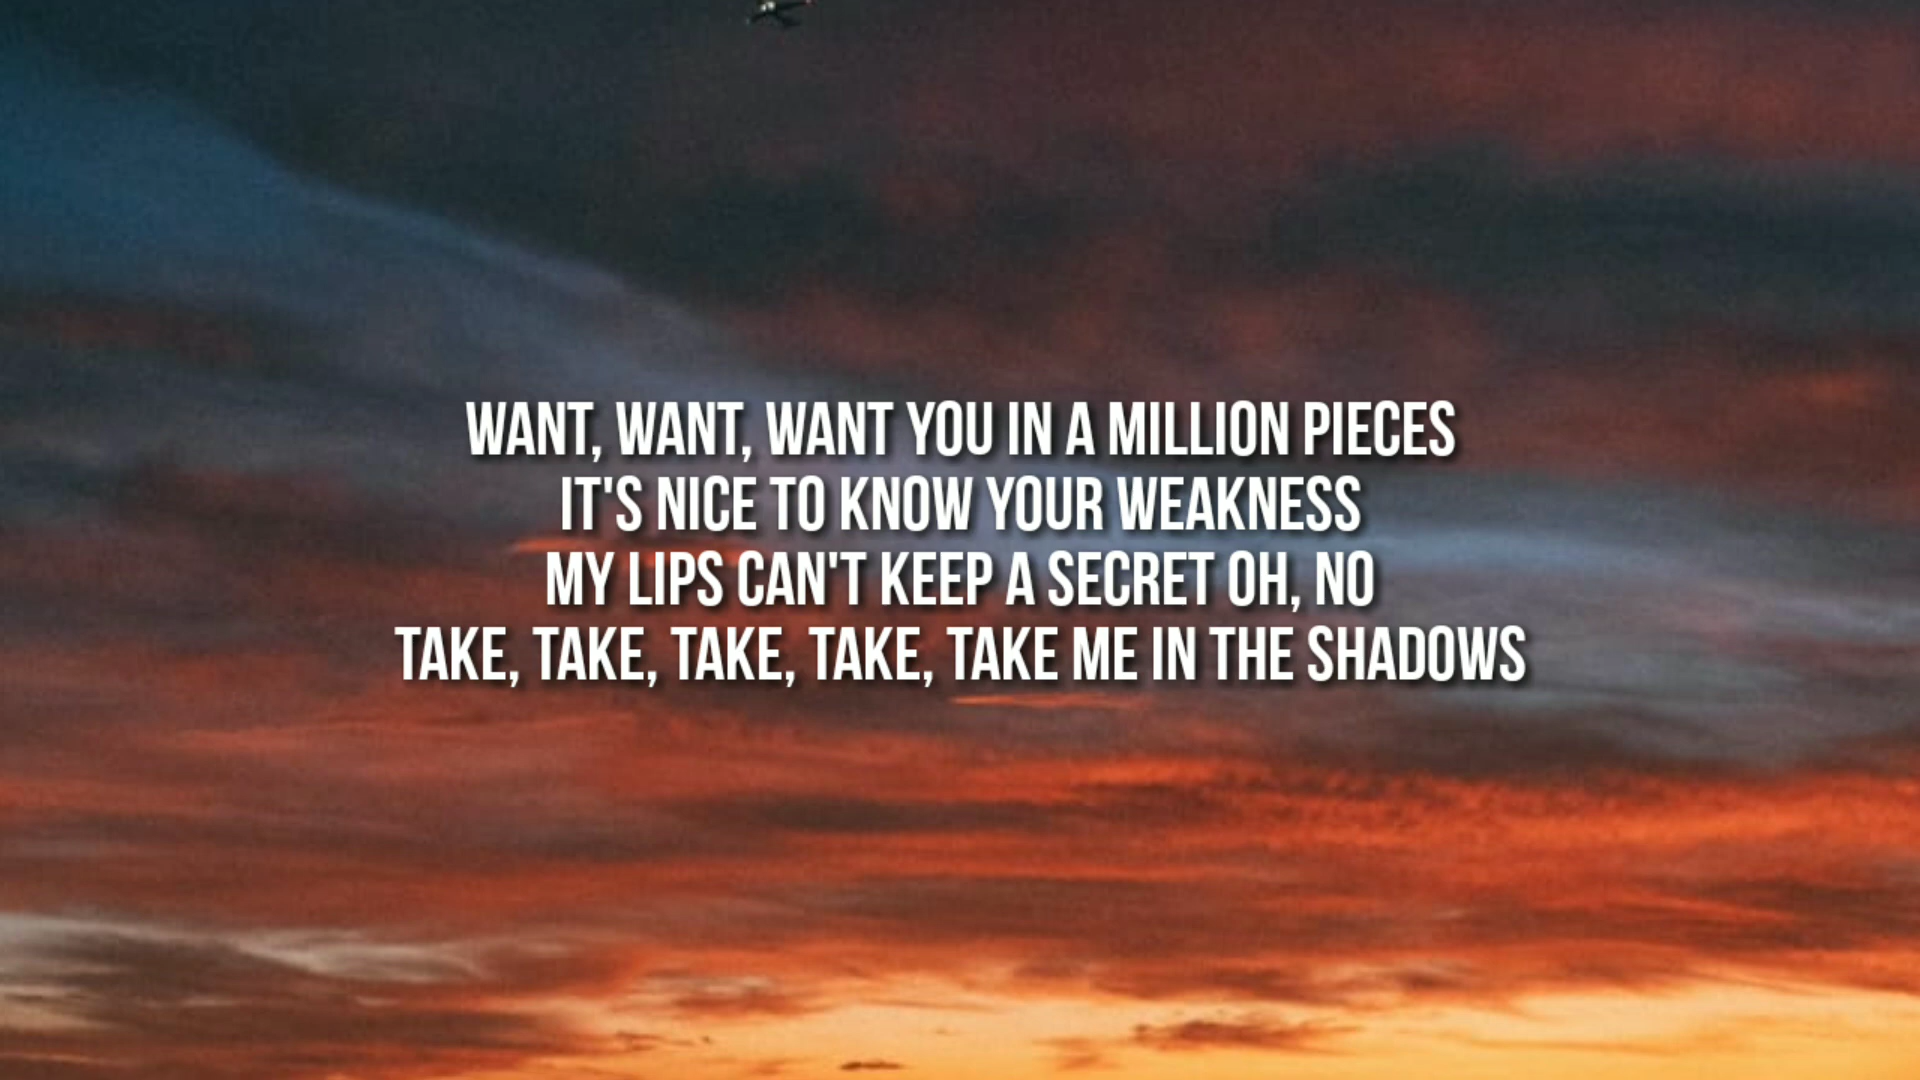 WANT, WANT, WANT YOU IN A MILLION PIECES
IT'S NICE TO KNOW YOUR WEAKNESS
MY LIPS CAN'T KEEP A SECRET OH, NO
TAKE, TAKE, TAKE, TAKE, TAKE ME IN THE SHADOWS